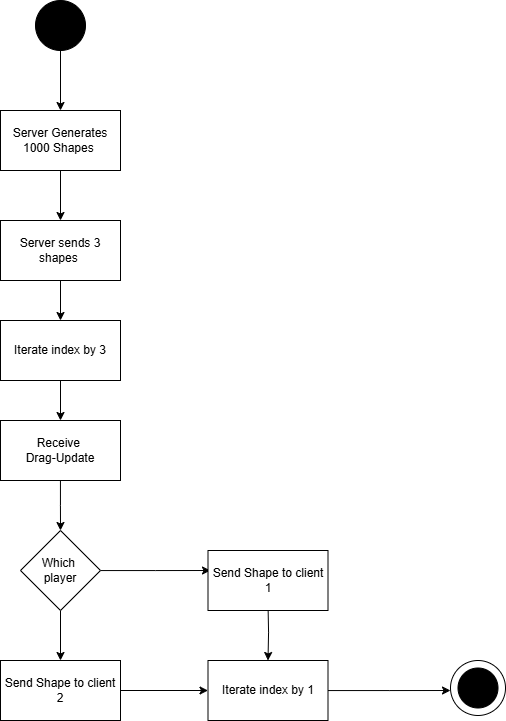 Server Generates
1000 Shapes
Server sends 3
shapes
Iterate index by 3
Receive
Drag-Update
Which
player
Send Shape to client
1
Send Shape to client
2
Iterate index by 1